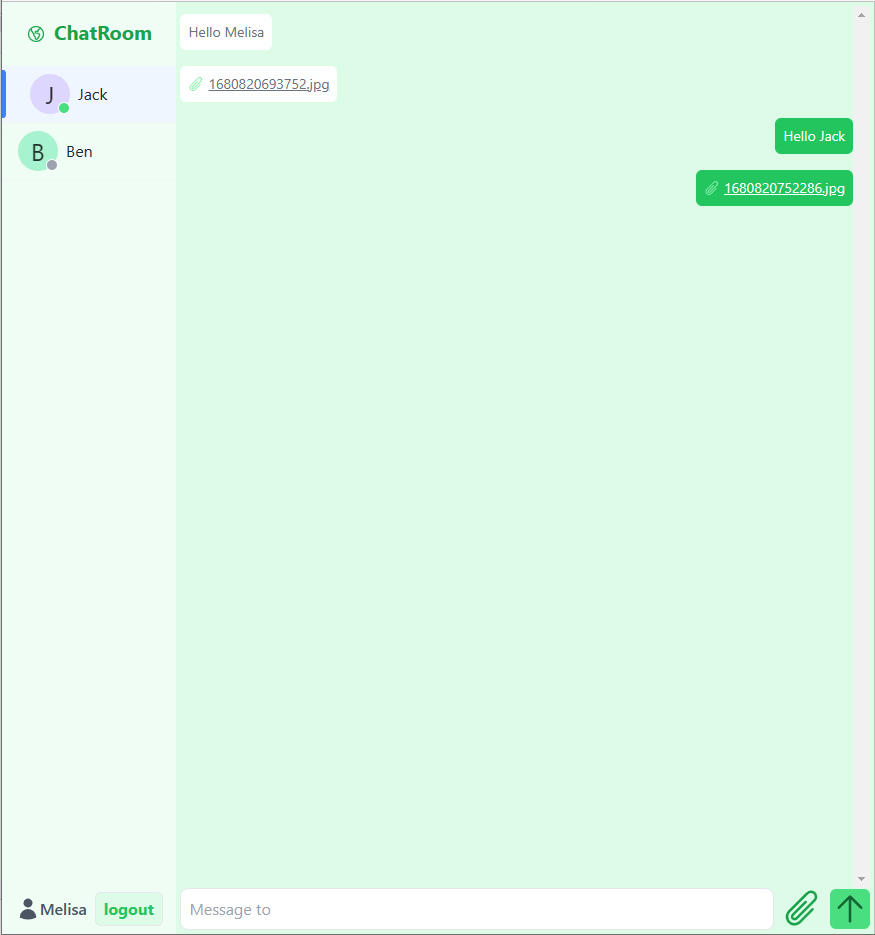 ChatRoom
J
Jack
B
Ben
Hello Melisa
1680820693752.jpg
Hello Jack
1680820752286.jpg
Melisa
logout
Message to